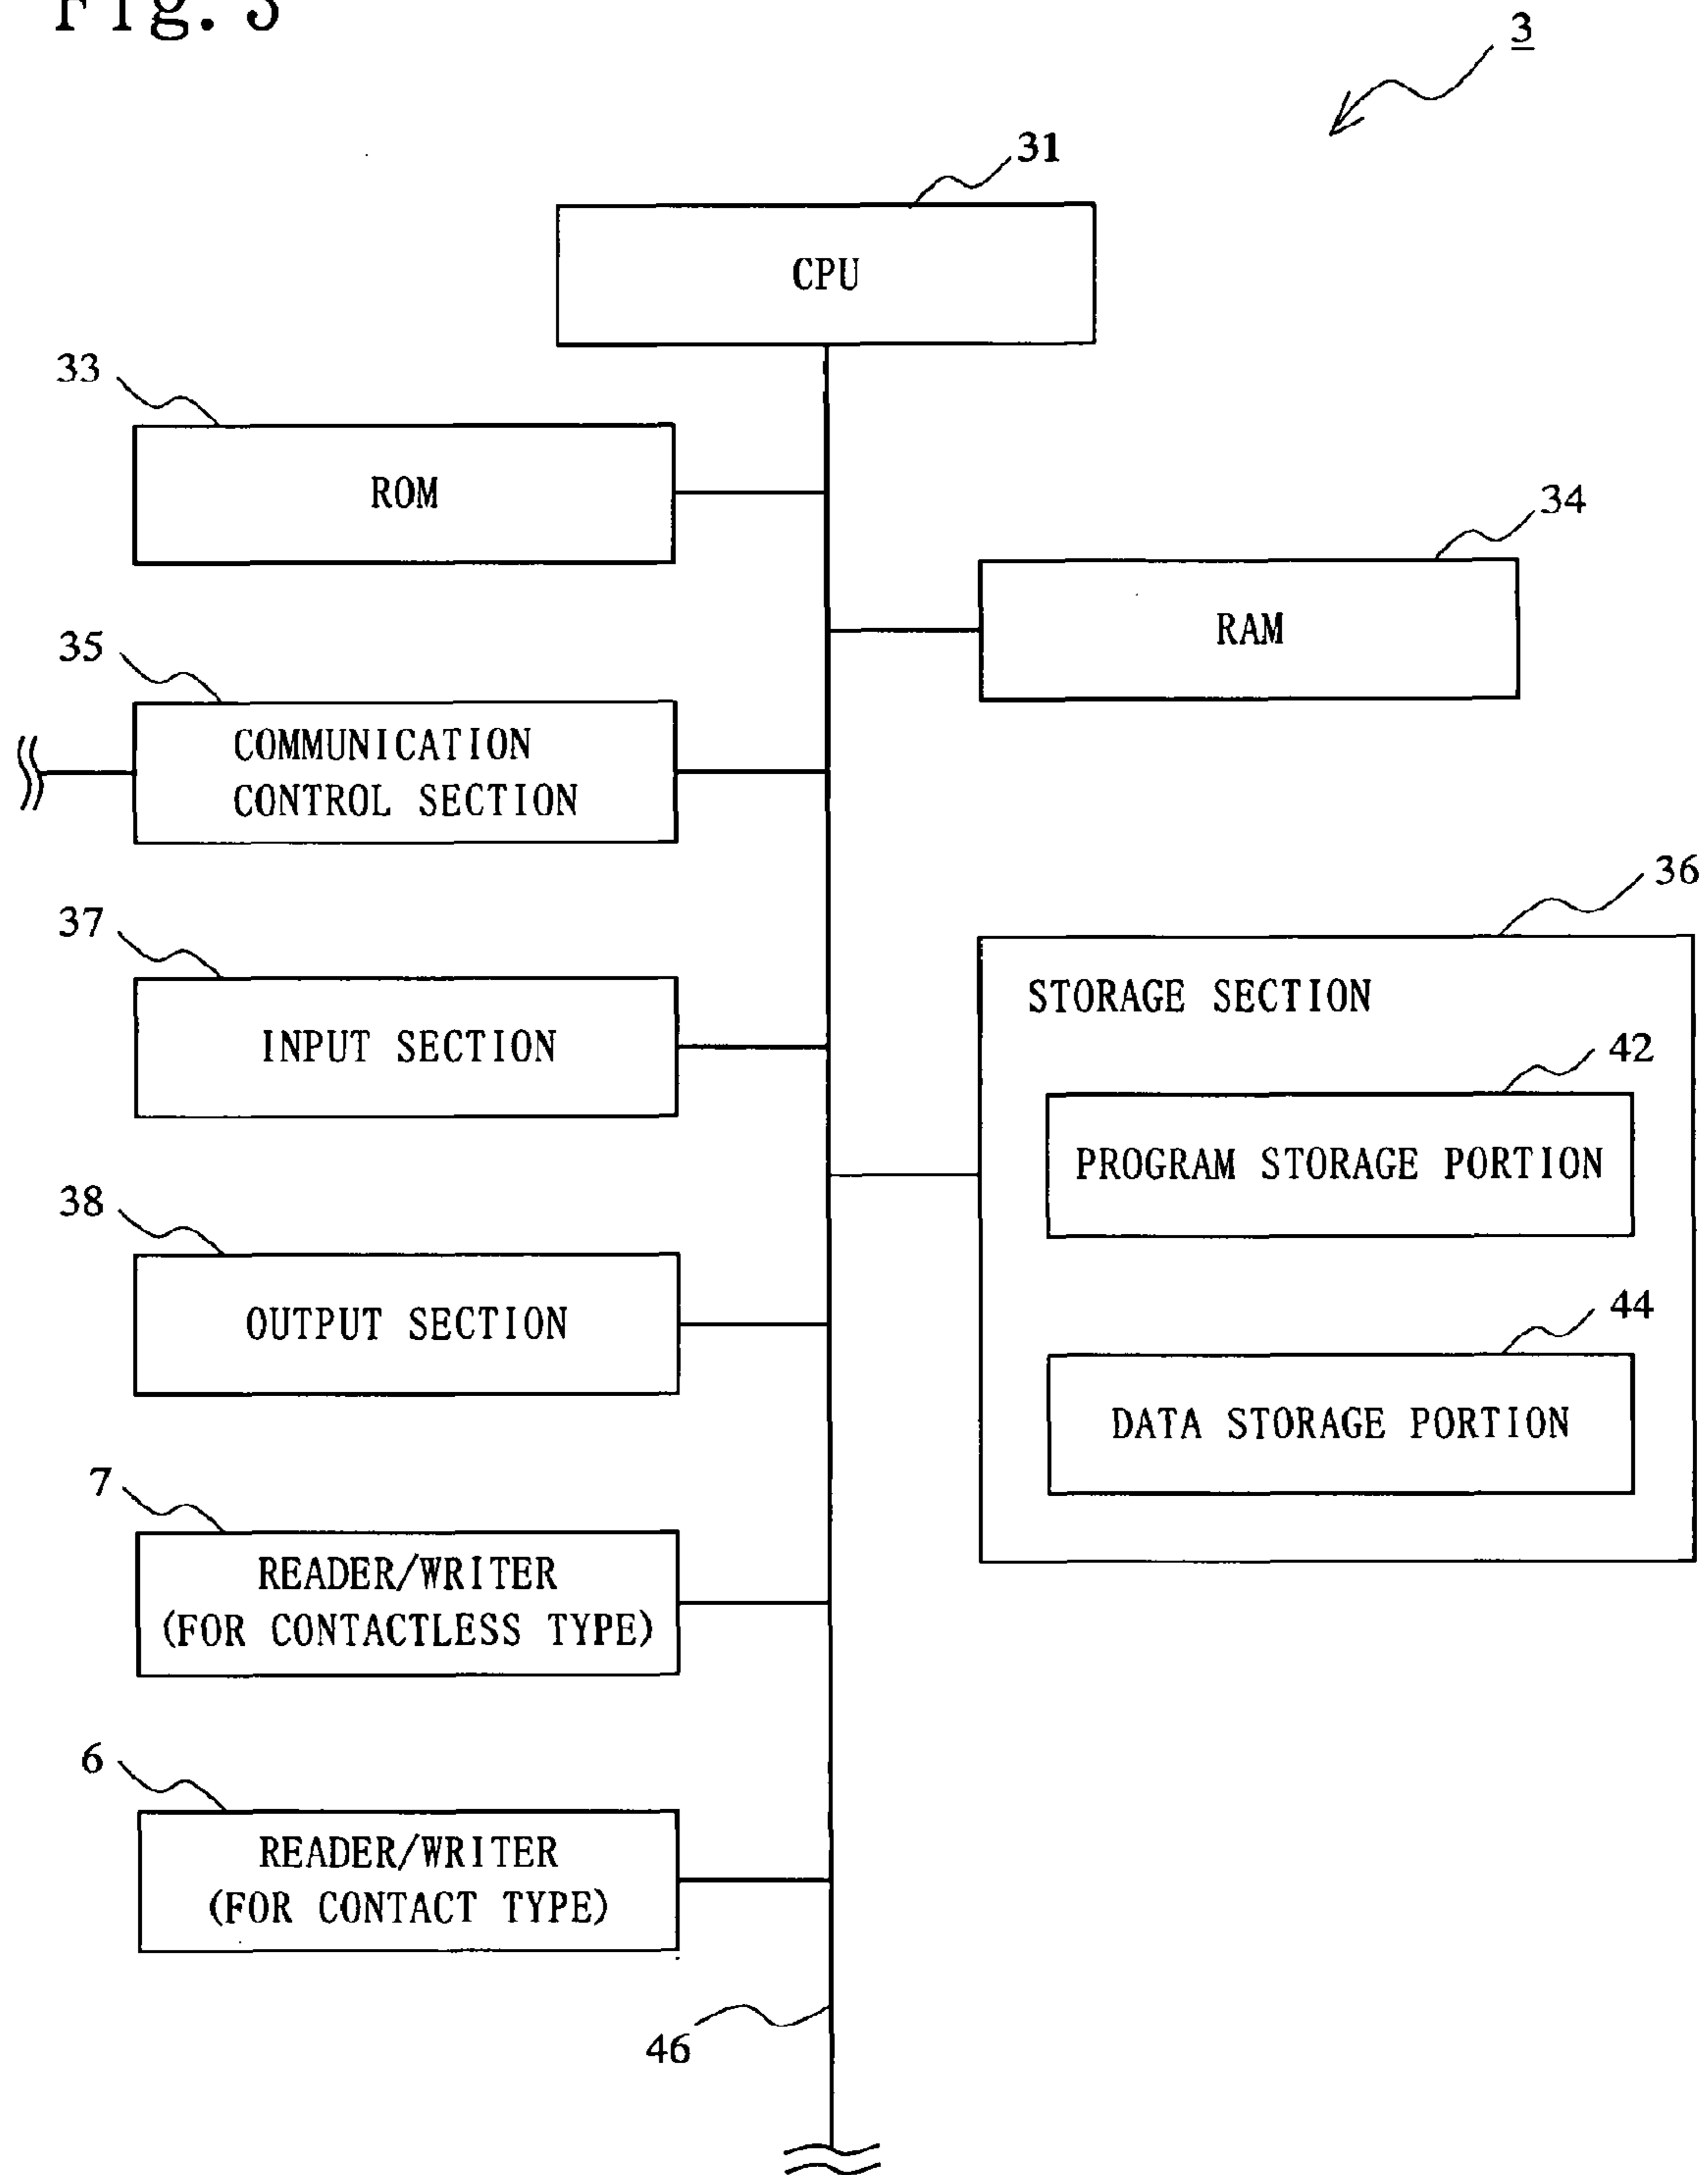 Fig. 3
3
31
CPU
33
ROM
34
RAM
35
COMMUNICATION
CONTROL SECTION
36
STORAGE SECTION
37
INPUT SECTION
42
PROGRAM STORAGE PORTION
38
OUTPUT SECTION
44
DATA STORAGE PORTION
7
READER/WRITER
(FOR CONTACTLESS TYPE)
6
READER/WRITER
(FOR CONTACT TYPE)
46